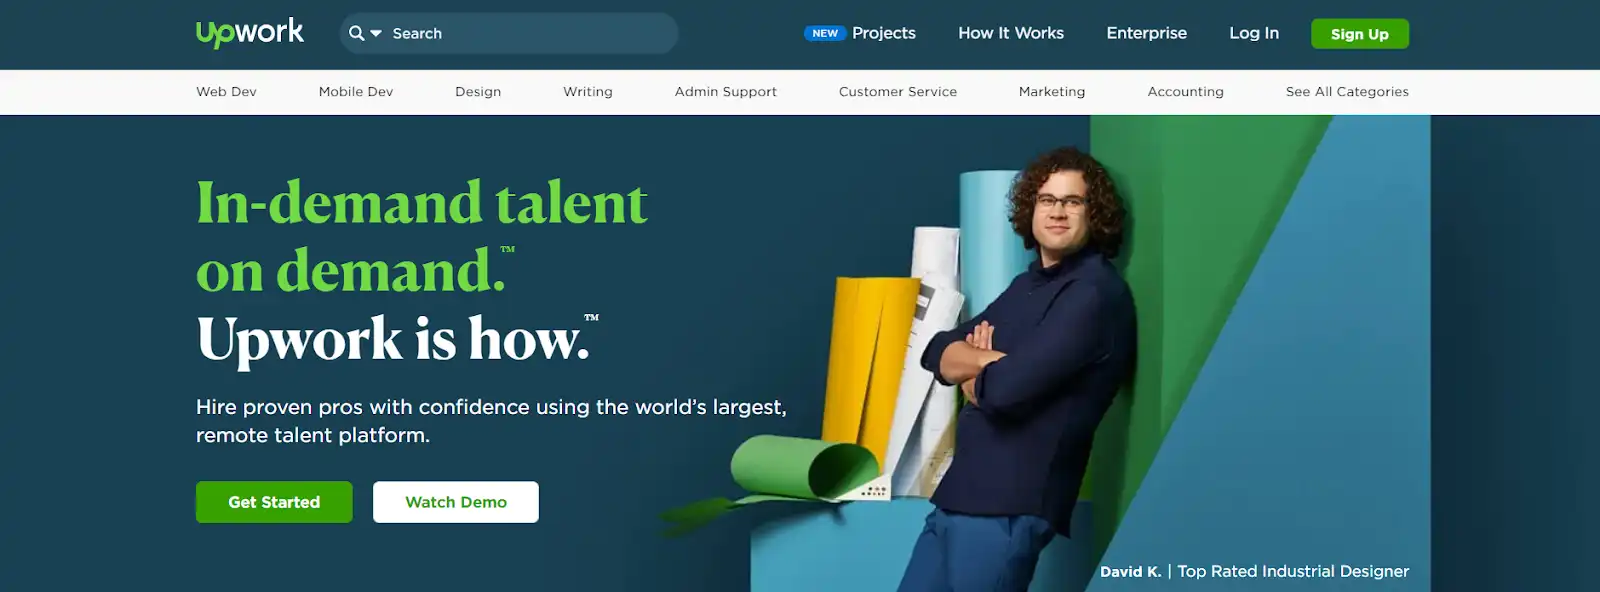 Upwork
Search
NEW Projects
How It Works
Enterprise
Log In
Sign Up
Web Dev
Mobile Dev
Design
Writing
Admin Support
Customer Service
Marketing
Accounting
See All Categories
In-demand talent
on demand.™
Upwork is how.™
Hire proven pros with confidence using the world’s largest,
remote talent platform.
Get Started
Watch Demo
David K. | Top Rated Industrial Designer